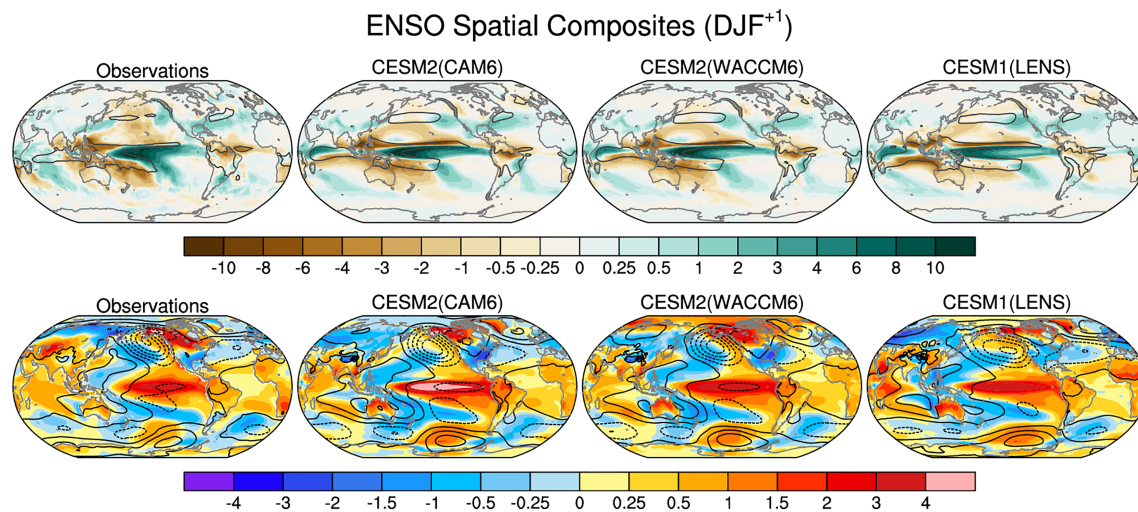 ENSO Spatial Composites (DJF+1)
Observations CESM2(CAM6) CESM2(WACCM6) CESM1(LENS)
-10 -8 -6 -4 -3 -2 -1 -0.5 -0.25 0 0.25 0.5 1 2 3 4 6 8 10
Observations CESM2(CAM6) CESM2(WACCM6) CESM1(LENS)
-4 -3 -2 -1.5 -1 -0.5 -0.25 0 0.25 0.5 1 1.5 2 3 4